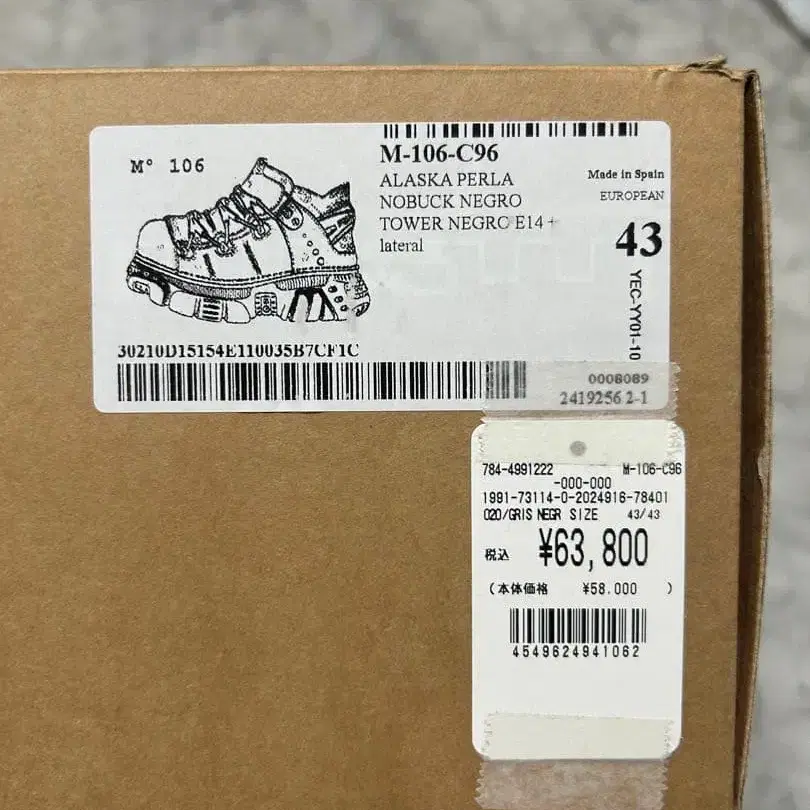 Mº 106
M-106-C96
ALASKA PERLA
NOBUCK NEGRO
TOWER NEGRO E14+
lateral
Made in Spain
EUROPEAN
43
YEC-YY01-10
30210D15154E110035B7CF1C
0008089
2419256 2-1
784-4991222 M-106-C96
-000-000
1991-73114-0-2024916-78401
020/GRIS NEGR SIZE 43/43
税込 ¥63,800
(本体価格 ¥58.000 )
4549624941062